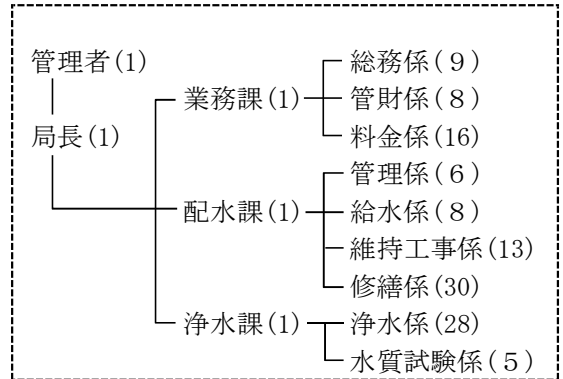 管理者(1)
局長(1)
業務課(1)
総務係(９)
管財係(８)
料金係(16)
配水課(1)
管理係(６)
給水係(８)
維持工事係(13)
修繕係(30)
浄水課(1)
浄水係(28)
水質試験係(５)